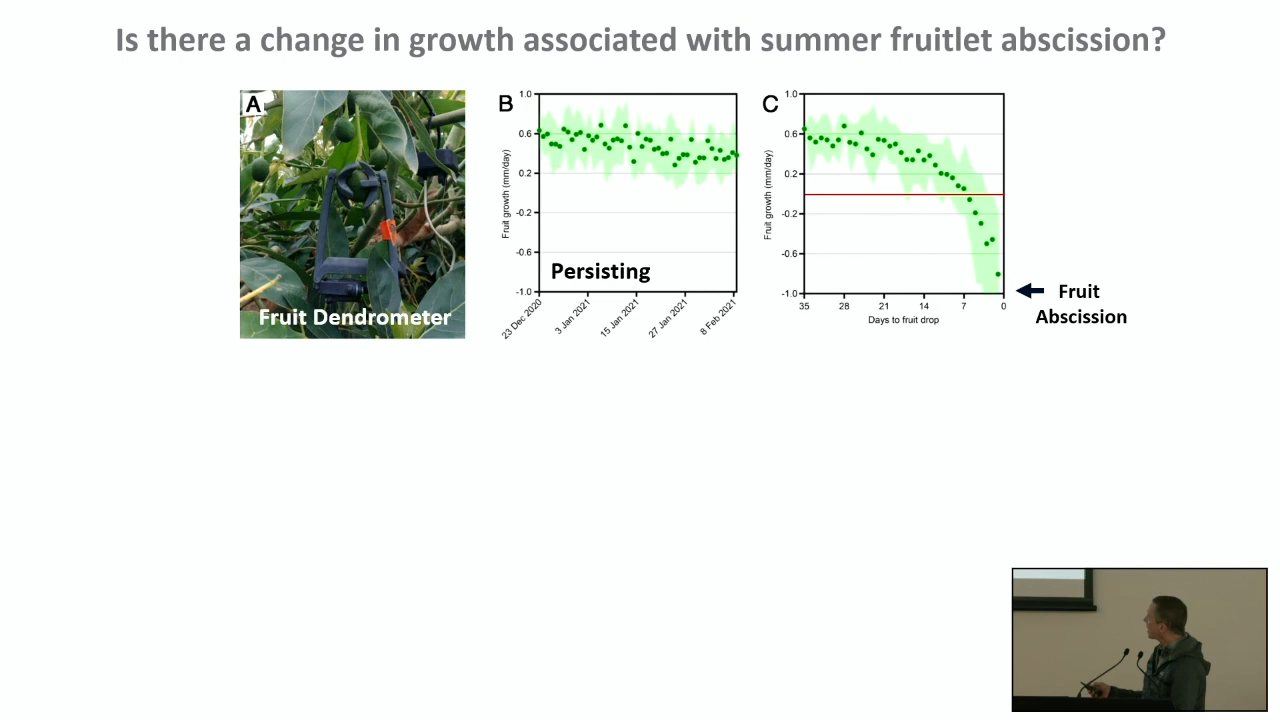 Is there a change in growth associated with summer fruitlet abscission?
A
Fruit Dendrometer
B
1.0
0.6
0.2
-0.2
-0.6
-1.0
Fruit growth (mm/day)
Persisting
23 Dec 2020
3 Jan 2021
15 Jan 2021
27 Jan 2021
8 Feb 2021
C
1.0
0.6
0.2
-0.2
-0.6
-1.0
Fruit growth (mm/day)
35
28
21
14
7
0
Days to fruit drop
Fruit
Abscission